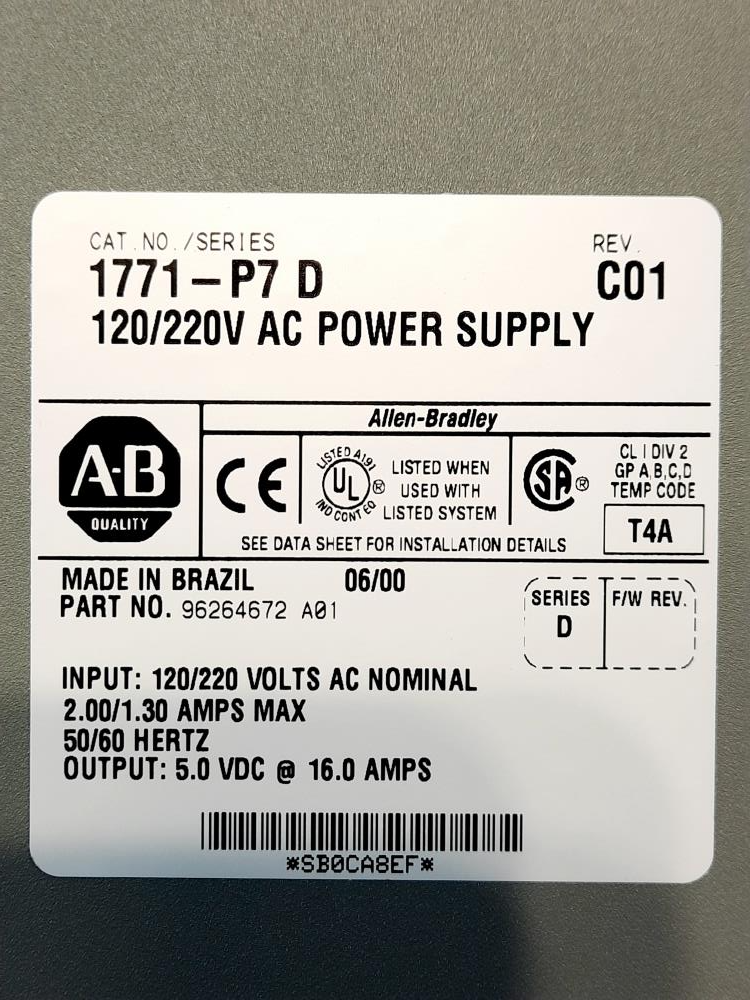 CAT.NO./SERIES REV.
1771-P7 D C01
120/220V AC POWER SUPPLY
Allen-Bradley
A-B
QUALITY
CE
LISTED A191
UL ®
IND CONT EQ
LISTED WHEN
USED WITH
LISTED SYSTEM
SA ®
CL I DIV 2
GP A,B,C,D
TEMP CODE
T4A
SEE DATA SHEET FOR INSTALLATION DETAILS
MADE IN BRAZIL 06/00
PART NO. 96264672 A01
SERIES F/W REV.
D
INPUT: 120/220 VOLTS AC NOMINAL
2.00/1.30 AMPS MAX
50/60 HERTZ
OUTPUT: 5.0 VDC @ 16.0 AMPS
*SB0CA8EF*